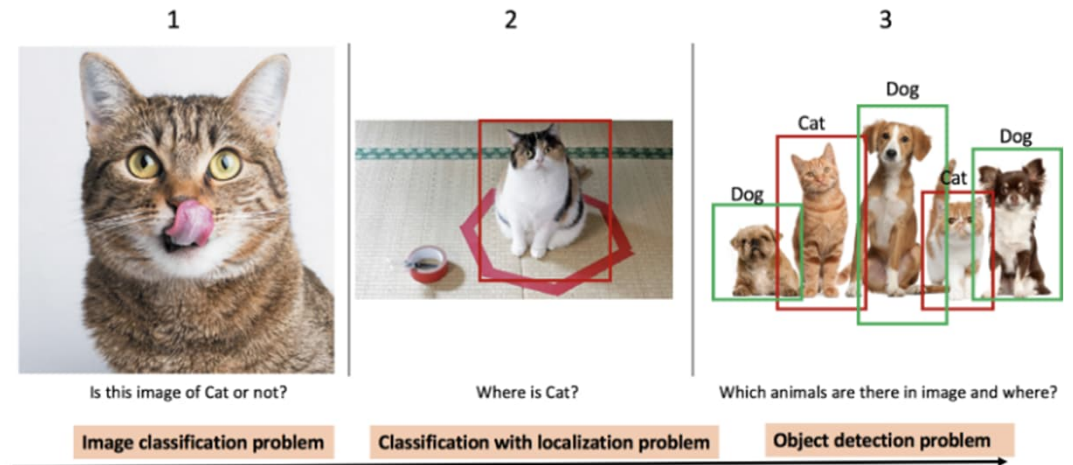 1
2
3
Dog
Cat
Dog
Dog
Cat
Is this image of Cat or not?
Where is Cat?
Which animals are there in image and where?
Image classification problem
Classification with localization problem
Object detection problem